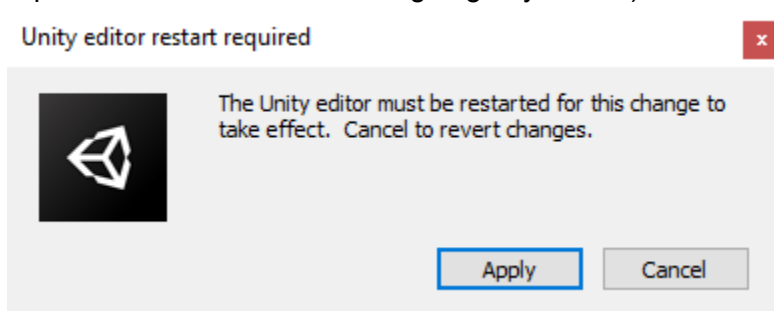 Unity editor restart required
x
The Unity editor must be restarted for this change to
take effect.  Cancel to revert changes.
Apply
Cancel